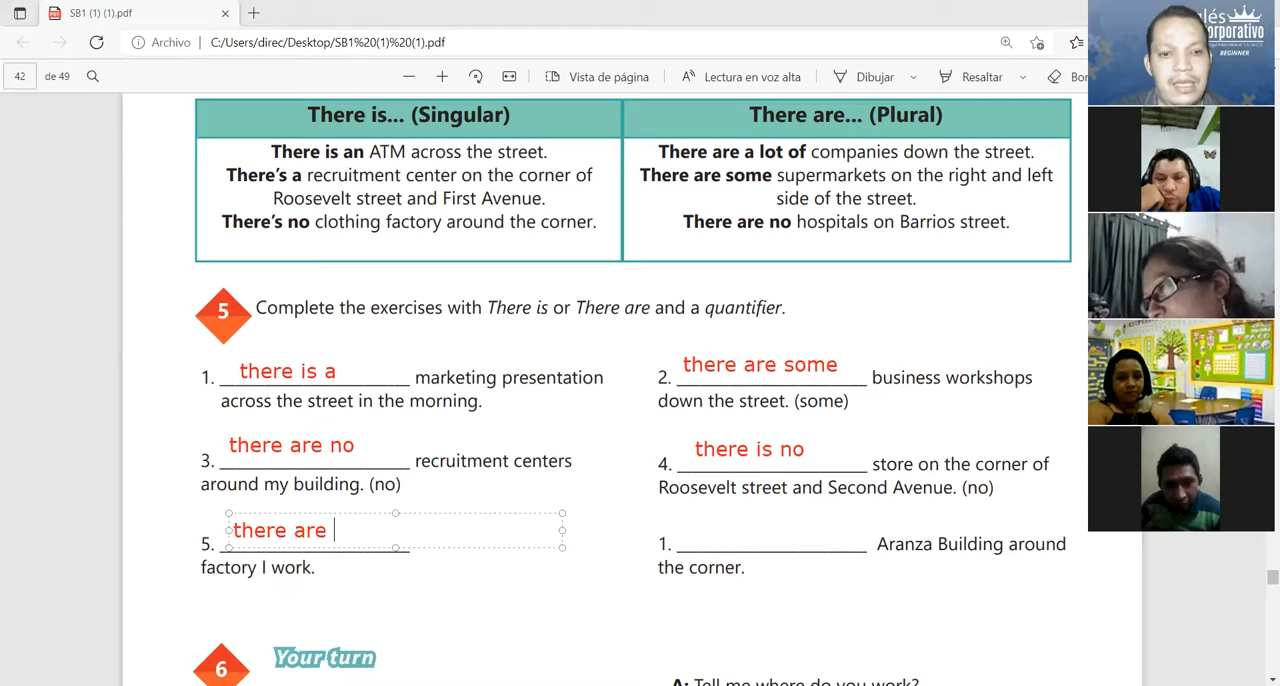 SB1 (1) (1).pdf
Archivo
C:/Users/direc/Desktop/SB1%20(1)%20(1).pdf
42
de 49
Vista de página
Lectura en voz alta
Dibujar
Resaltar
There is... (Singular)
There are... (Plural)
There is an ATM across the street.
There's a recruitment center on the corner of
Roosevelt street and First Avenue.
There's no clothing factory around the corner.
There are a lot of companies down the street.
There are some supermarkets on the right and left
side of the street.
There are no hospitals on Barrios street.
5
Complete the exercises with There is or There are and a quantifier.
there is a
1. ____________________ marketing presentation
across the street in the morning.
there are some
2. ____________________ business workshops
down the street. (some)
there are no
3. ____________________ recruitment centers
around my building. (no)
there is no
4. ____________________ store on the corner of
Roosevelt street and Second Avenue. (no)
there are
5. ____________________
factory I work.
1. ____________________ Aranza Building around
the corner.
6
Your turn
A: Tell me where do you work?
BEGINNER